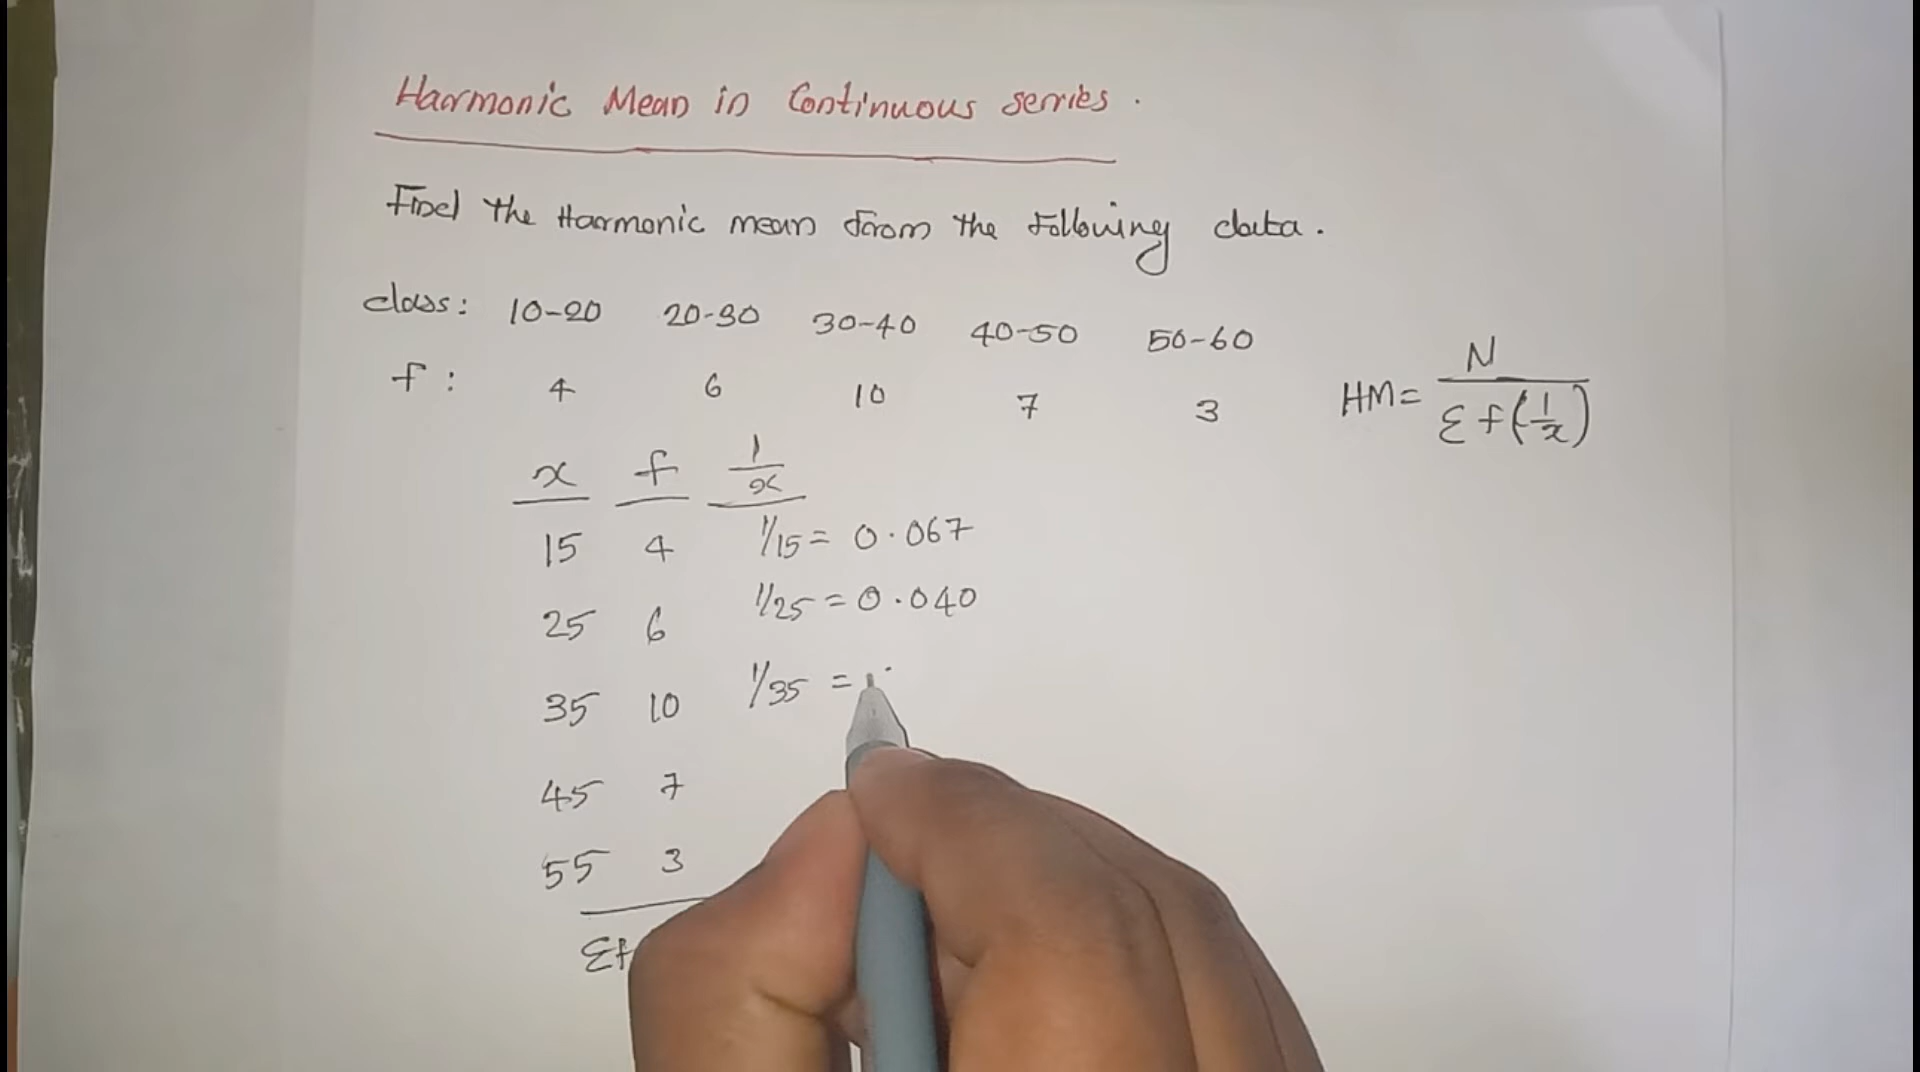 Harmonic Mean in Continuous series.
Find the Harmonic mean from the following data.
class: 10-20 20-30 30-40 40-50 50-60
f: 4 6 10 7 3
HM = N / Σf(1/x)
x f 1/x
15 4 1/15 = 0.067
25 6 1/25 = 0.040
35 10 1/35 =
45 7
55 3
Σf